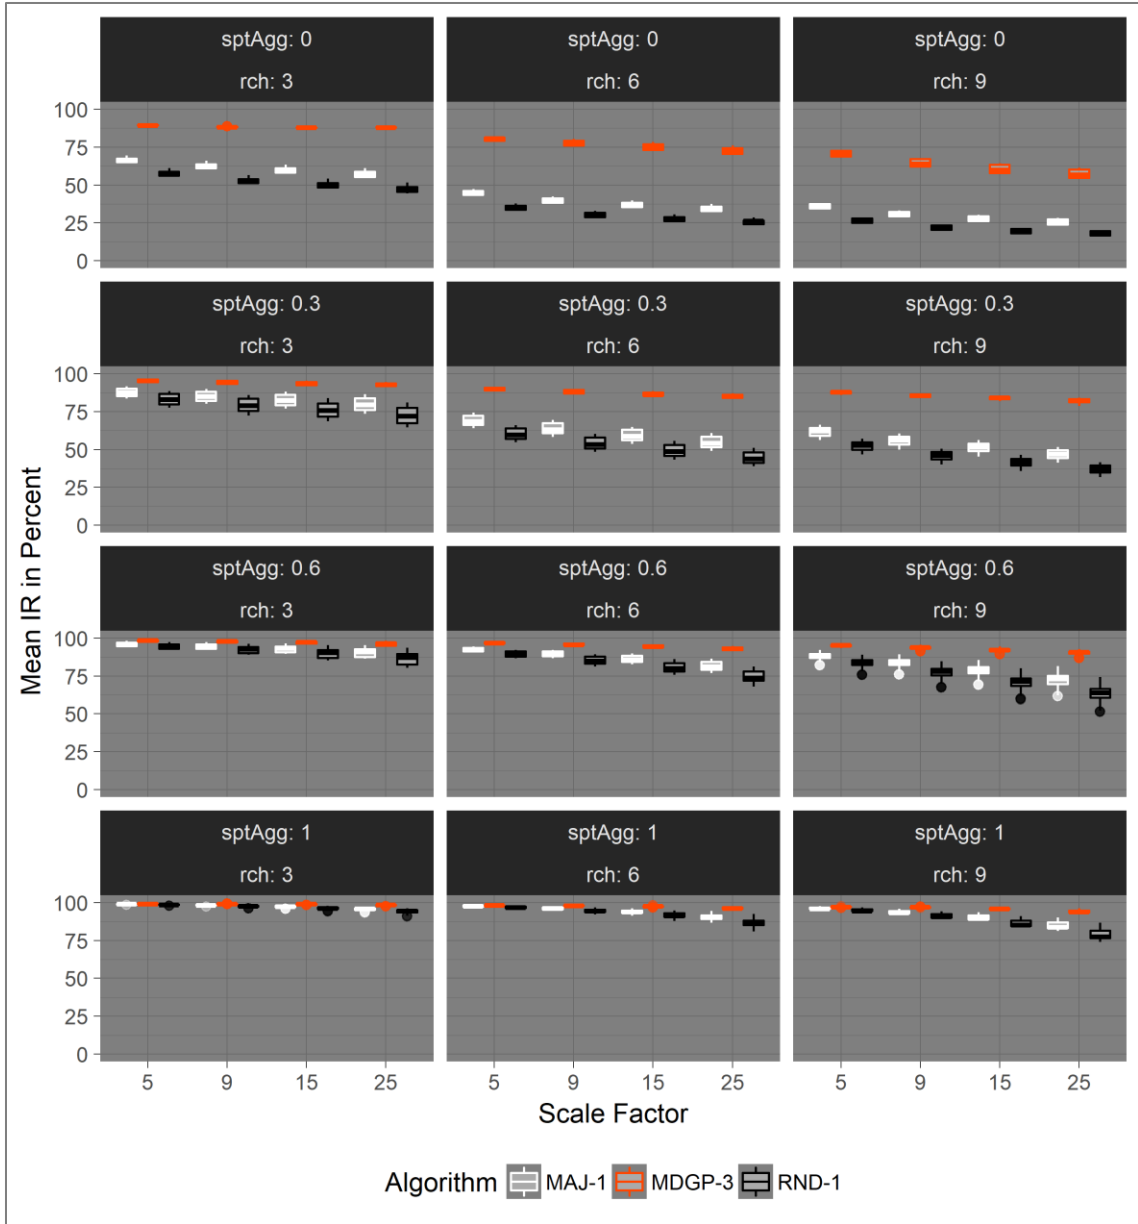 sptAgg: 0
rch: 3
sptAgg: 0
rch: 6
sptAgg: 0
rch: 9
100
75
50
25
0
sptAgg: 0.3
rch: 3
sptAgg: 0.3
rch: 6
sptAgg: 0.3
rch: 9
100
75
50
25
0
Mean IR in Percent
sptAgg: 0.6
rch: 3
sptAgg: 0.6
rch: 6
sptAgg: 0.6
rch: 9
100
75
50
25
0
sptAgg: 1
rch: 3
sptAgg: 1
rch: 6
sptAgg: 1
rch: 9
100
75
50
25
0
5 9 15 25
5 9 15 25
5 9 15 25
Scale Factor
Algorithm MAJ-1 MDGP-3 RND-1